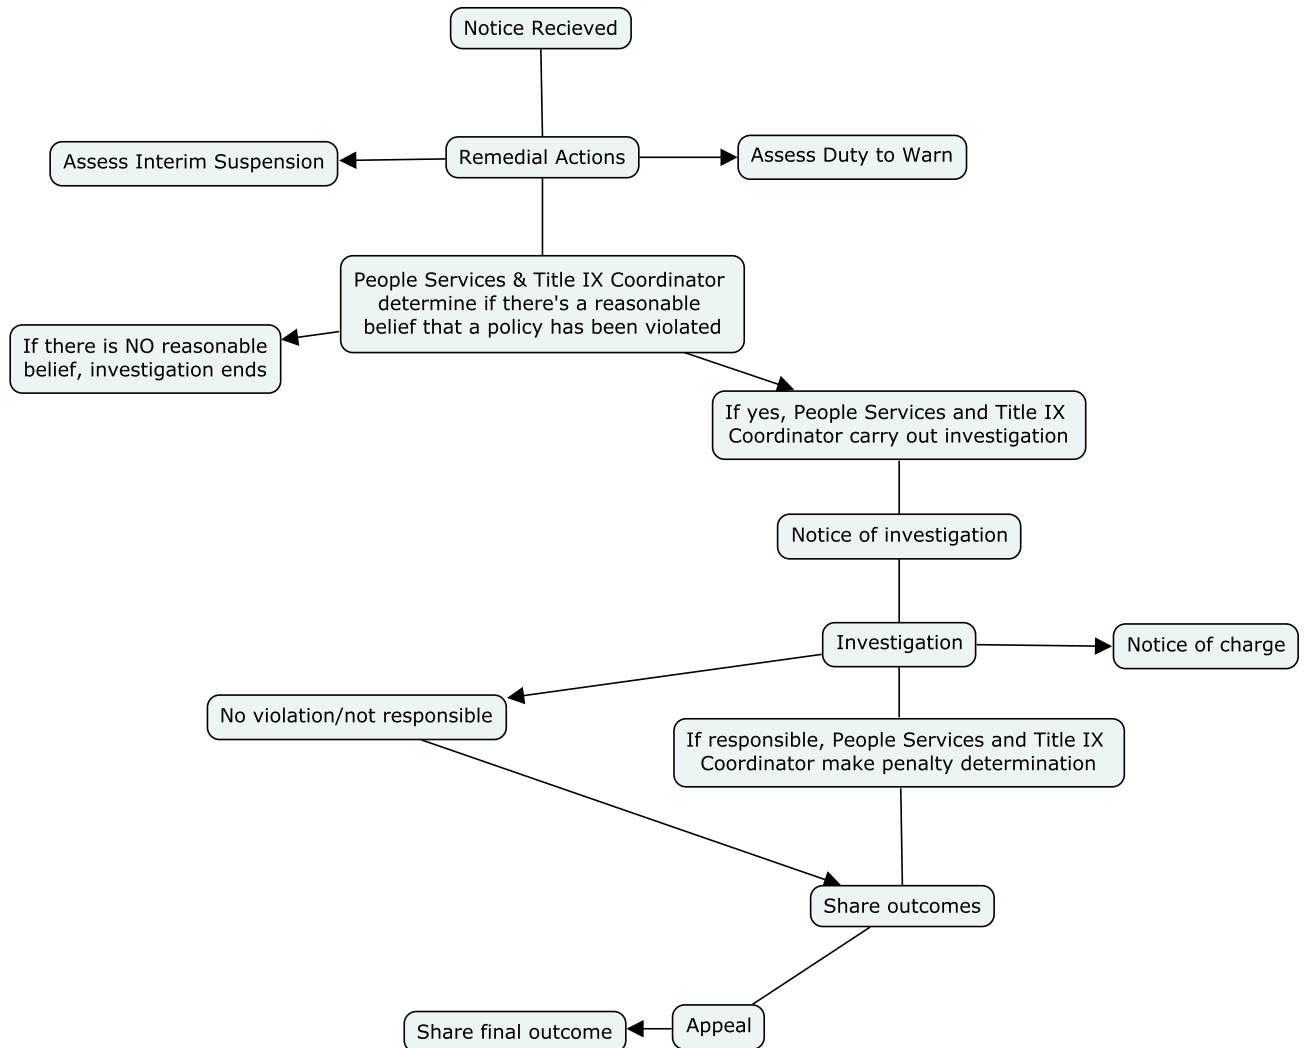 Notice Recieved
Assess Interim Suspension
Remedial Actions
Assess Duty to Warn
People Services & Title IX Coordinator
determine if there's a reasonable
belief that a policy has been violated
If there is NO reasonable
belief, investigation ends
If yes, People Services and Title IX
Coordinator carry out investigation
Notice of investigation
Investigation
Notice of charge
No violation/not responsible
If responsible, People Services and Title IX
Coordinator make penalty determination
Share outcomes
Appeal
Share final outcome